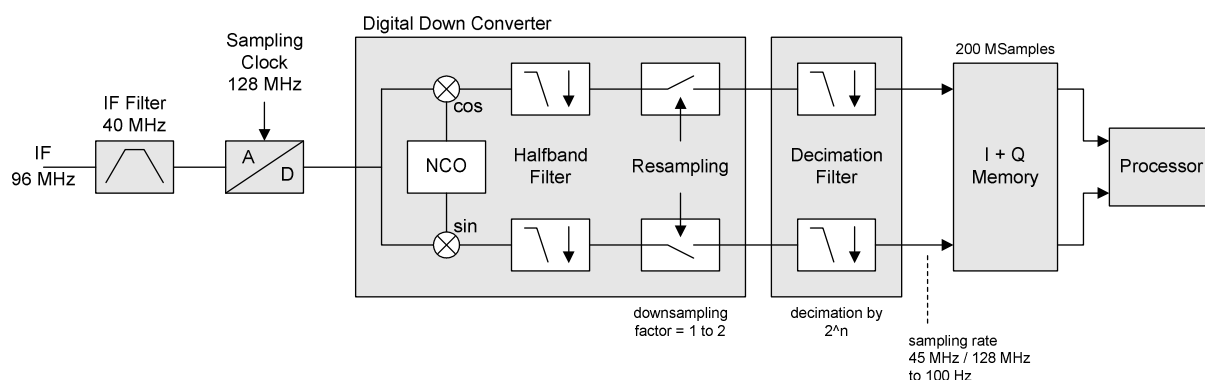 Digital Down Converter
Sampling
Clock
128 MHz
IF Filter
40 MHz
IF
96 MHz
A
D
cos
NCO
sin
Halfband
Filter
Resampling
downsampling
factor = 1 to 2
Decimation
Filter
decimation by
2^n
200 MSamples
I + Q
Memory
Processor
sampling rate
45 MHz / 128 MHz
to 100 Hz